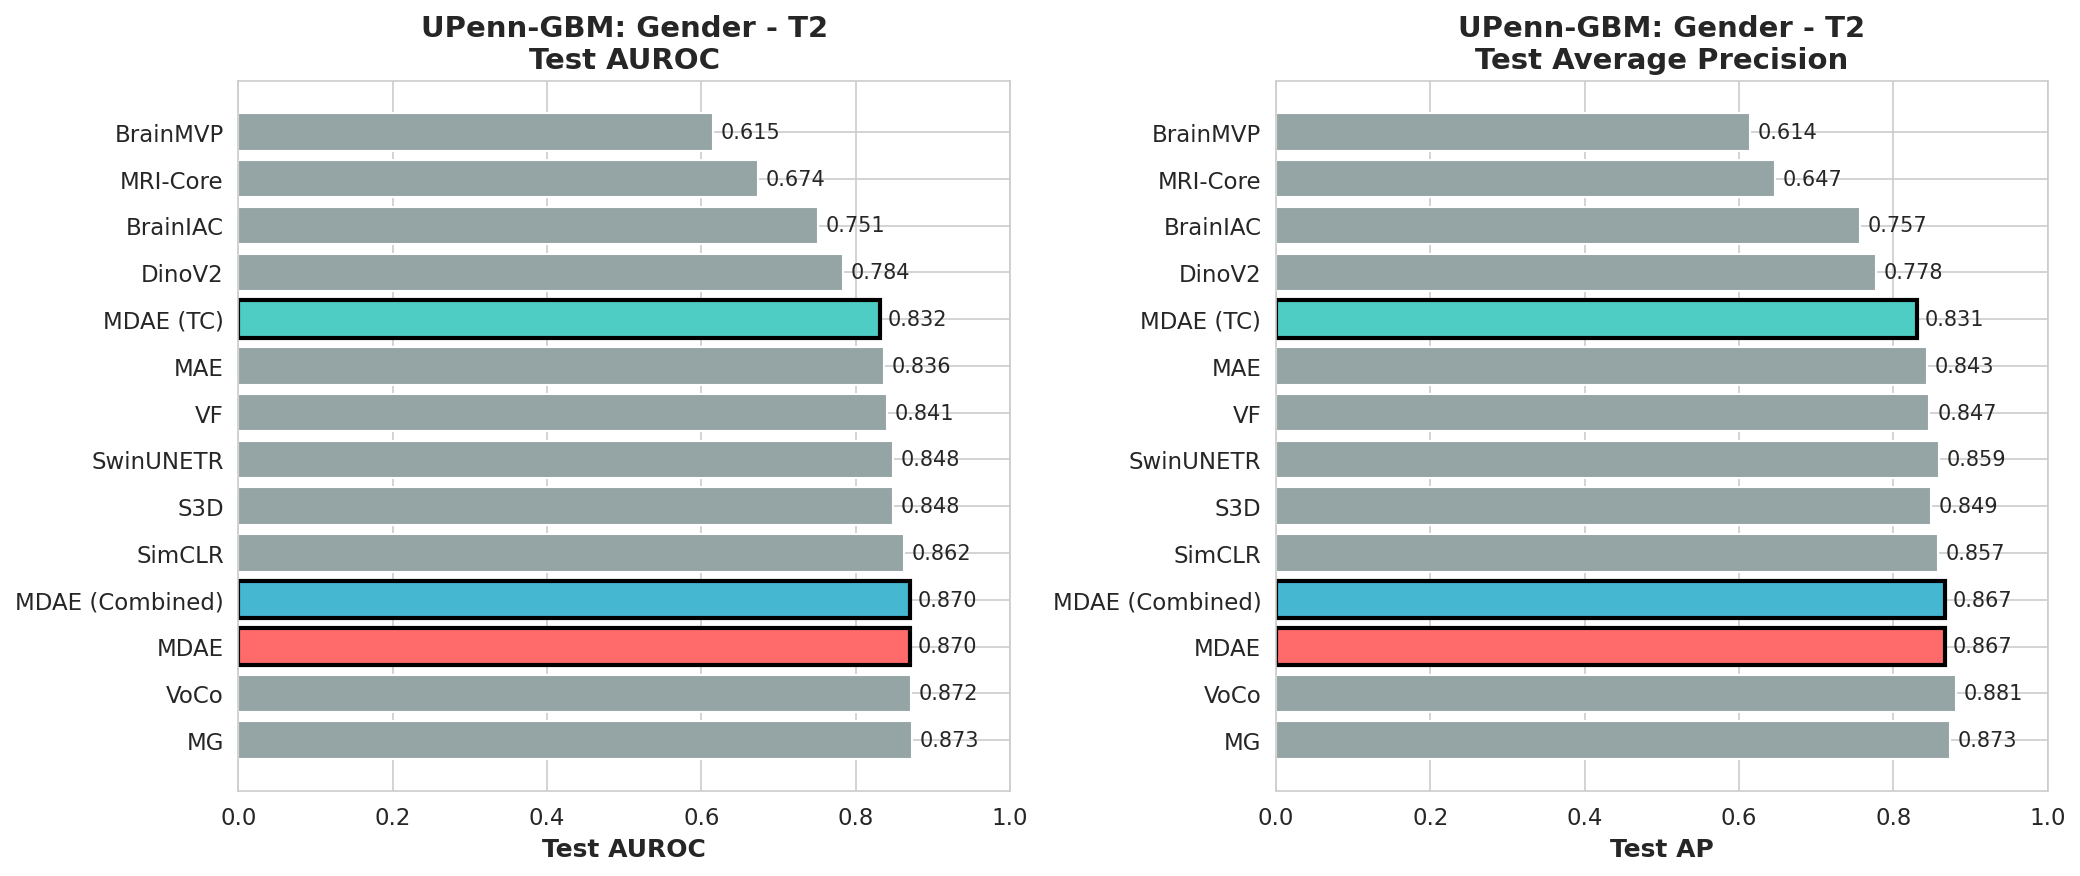 UPenn-GBM: Gender - T2
Test AUROC
BrainMVP
0.615
MRI-Core
0.674
BrainIAC
0.751
DinoV2
0.784
MDAE (TC)
0.832
MAE
0.836
VF
0.841
SwinUNETR
0.848
S3D
0.848
SimCLR
0.862
MDAE (Combined)
0.870
MDAE
0.870
VoCo
0.872
MG
0.873
0.0 0.2 0.4 0.6 0.8 1.0
Test AUROC
UPenn-GBM: Gender - T2
Test Average Precision
BrainMVP
0.614
MRI-Core
0.647
BrainIAC
0.757
DinoV2
0.778
MDAE (TC)
0.831
MAE
0.843
VF
0.847
SwinUNETR
0.859
S3D
0.849
SimCLR
0.857
MDAE (Combined)
0.867
MDAE
0.867
VoCo
0.881
MG
0.873
0.0 0.2 0.4 0.6 0.8 1.0
Test AP